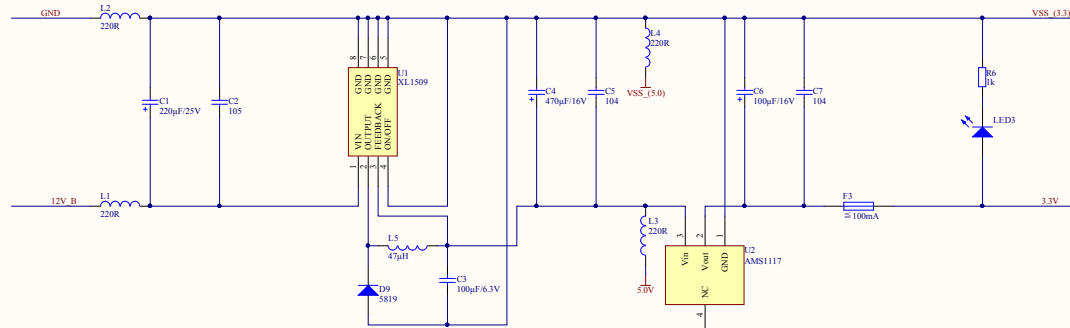 GND
L2
220R
VSS_(3.3)
L4
220R
VSS_(5.0)
8
7
6
5
GND
GND
GND
GND
U1
XL1509
VIN
OUTPUT
FEEDBACK
ON/OFF
1
2
3
4
C1
220µF/25V
C2
105
C4
470µF/16V
C5
104
C6
100µF/16V
C7
104
R6
1k
LED3
12V_B
L1
220R
F3
≤100mA
3.3V
L3
220R
5.0V
L5
47µH
D9
5819
C3
100µF/6.3V
3
2
1
Vin
Vout
GND
NC
4
U2
AMS1117